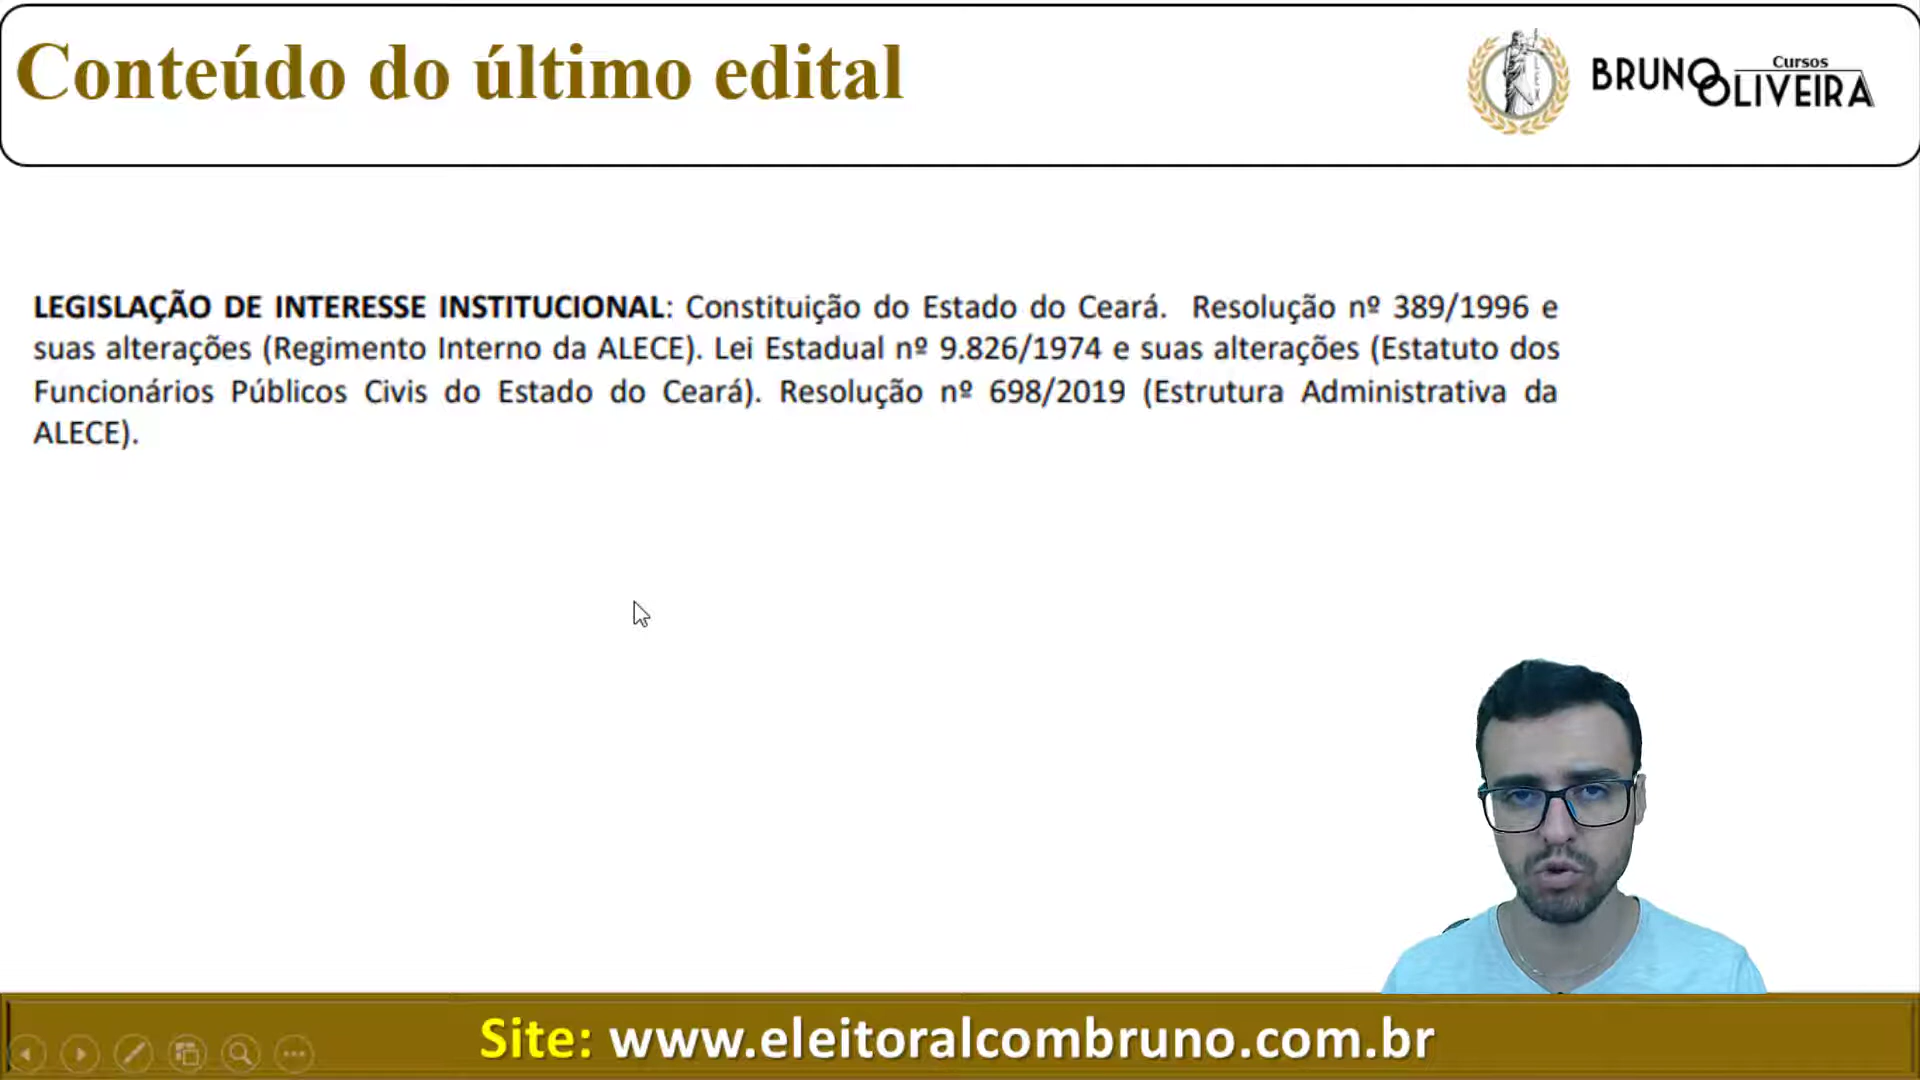 Conteúdo do último edital
Cursos
BRUNO
OLIVEIRA
LEGISLAÇÃO DE INTERESSE INSTITUCIONAL: Constituição do Estado do Ceará. Resolução nº 389/1996 e
suas alterações (Regimento Interno da ALECE). Lei Estadual nº 9.826/1974 e suas alterações (Estatuto dos
Funcionários Públicos Civis do Estado do Ceará). Resolução nº 698/2019 (Estrutura Administrativa da
ALECE).
Site: www.eleitoralcombruno.com.br